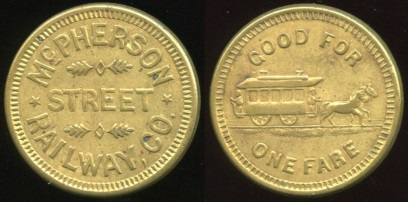 McPHERSON
STREET
RAILWAY, CO.
GOOD FOR
ONE FARE